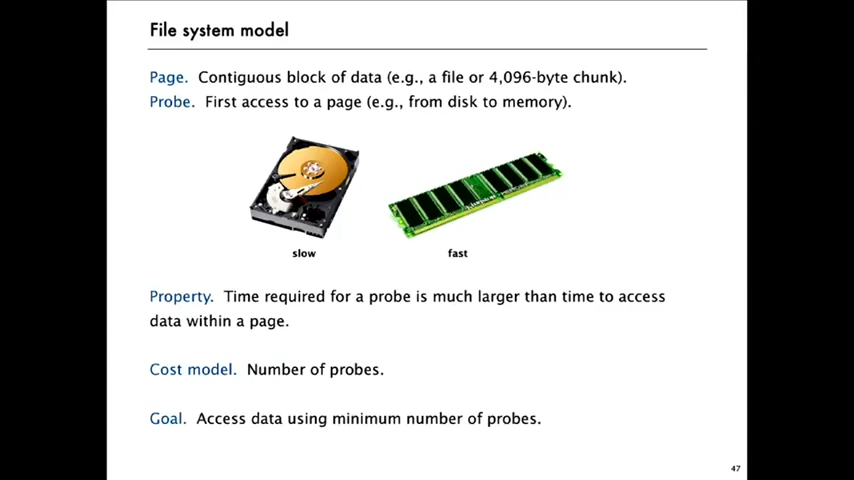 File system model
Page. Contiguous block of data (e.g., a file or 4,096-byte chunk).
Probe. First access to a page (e.g., from disk to memory).
slow
fast
Property. Time required for a probe is much larger than time to access
data within a page.
Cost model. Number of probes.
Goal. Access data using minimum number of probes.
47